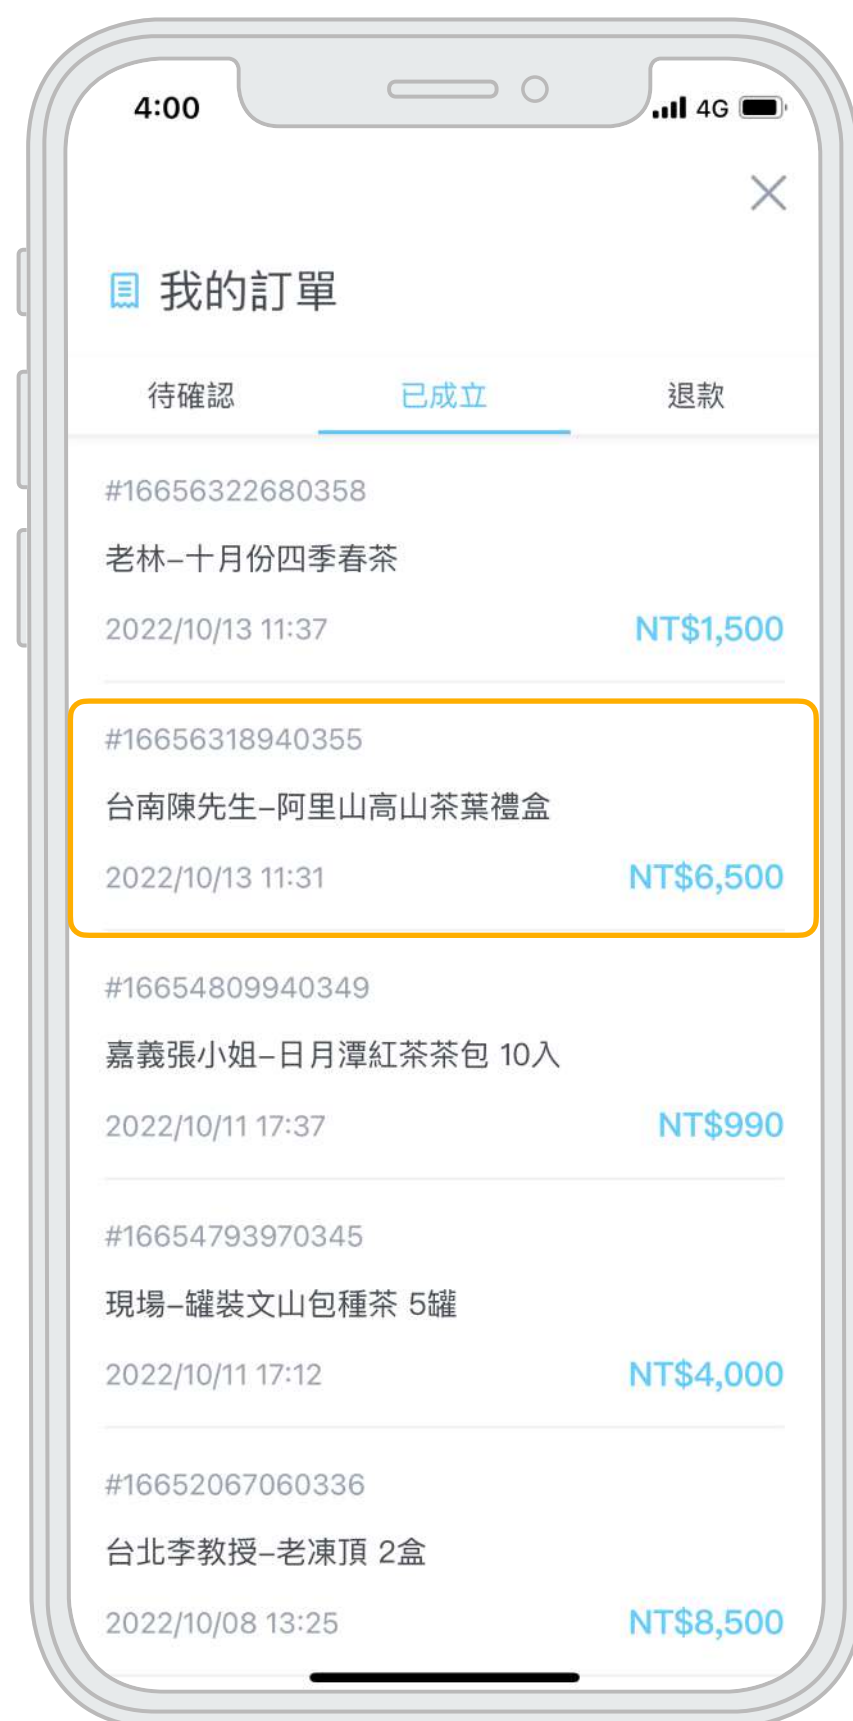 4:00
4G
我的訂單
待確認 已成立 退款
#16656322680358
老林–十月份四季春茶
2022/10/13 11:37 NT$1,500
#16656318940355
台南陳先生–阿里山高山茶葉禮盒
2022/10/13 11:31 NT$6,500
#16654809940349
嘉義張小姐–日月潭紅茶茶包 10入
2022/10/11 17:37 NT$990
#16654793970345
現場–罐裝文山包種茶 5罐
2022/10/11 17:12 NT$4,000
#16652067060336
台北李教授–老凍頂 2盒
2022/10/08 13:25 NT$8,500